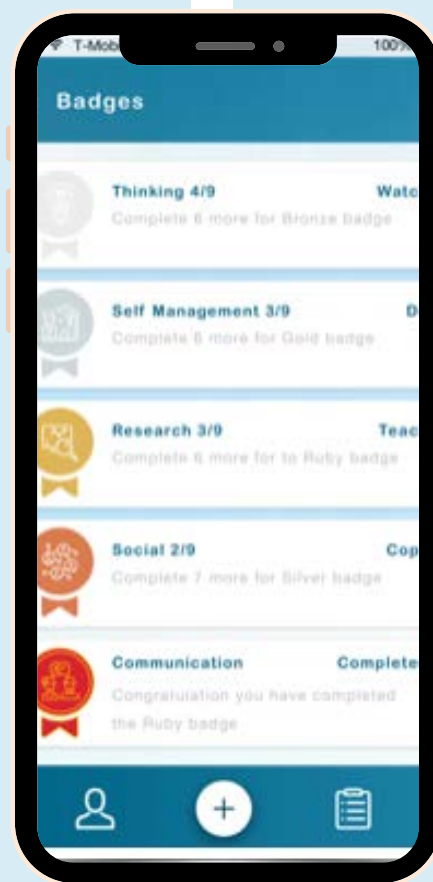 T-Mob 100%
Badges
Thinking 4/9 Watc
Complete 6 more for Bronze badge
Self Management 3/9 D
Complete 6 more for Gold badge
Research 3/9 Teac
Complete 6 more for to Ruby badge
Social 2/9 Cop
Complete 7 more for Silver badge
Communication Complete
Congratulation you have completed
the Ruby badge